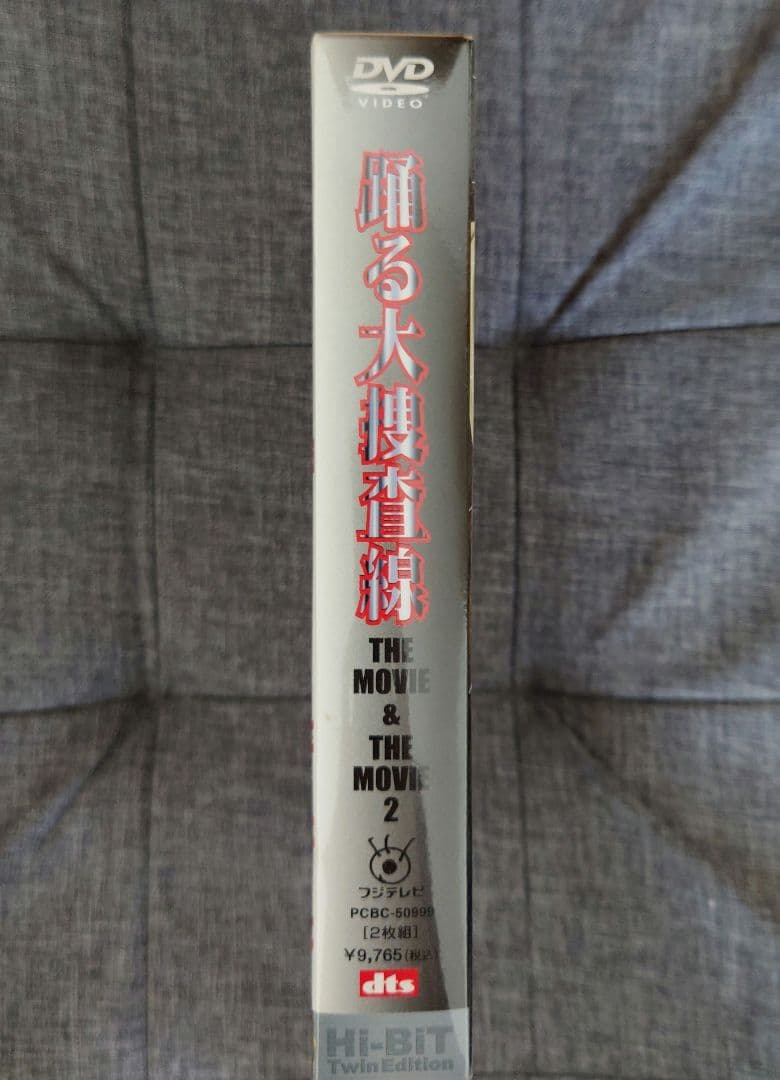 DVD
VIDEO
踊る大捜査線
THE
MOVIE
&
THE
MOVIE
2
フジテレビ
PCBC-50999
[2枚組]
¥9,765(税込)
dts
Hi-BiT
Twin Edition